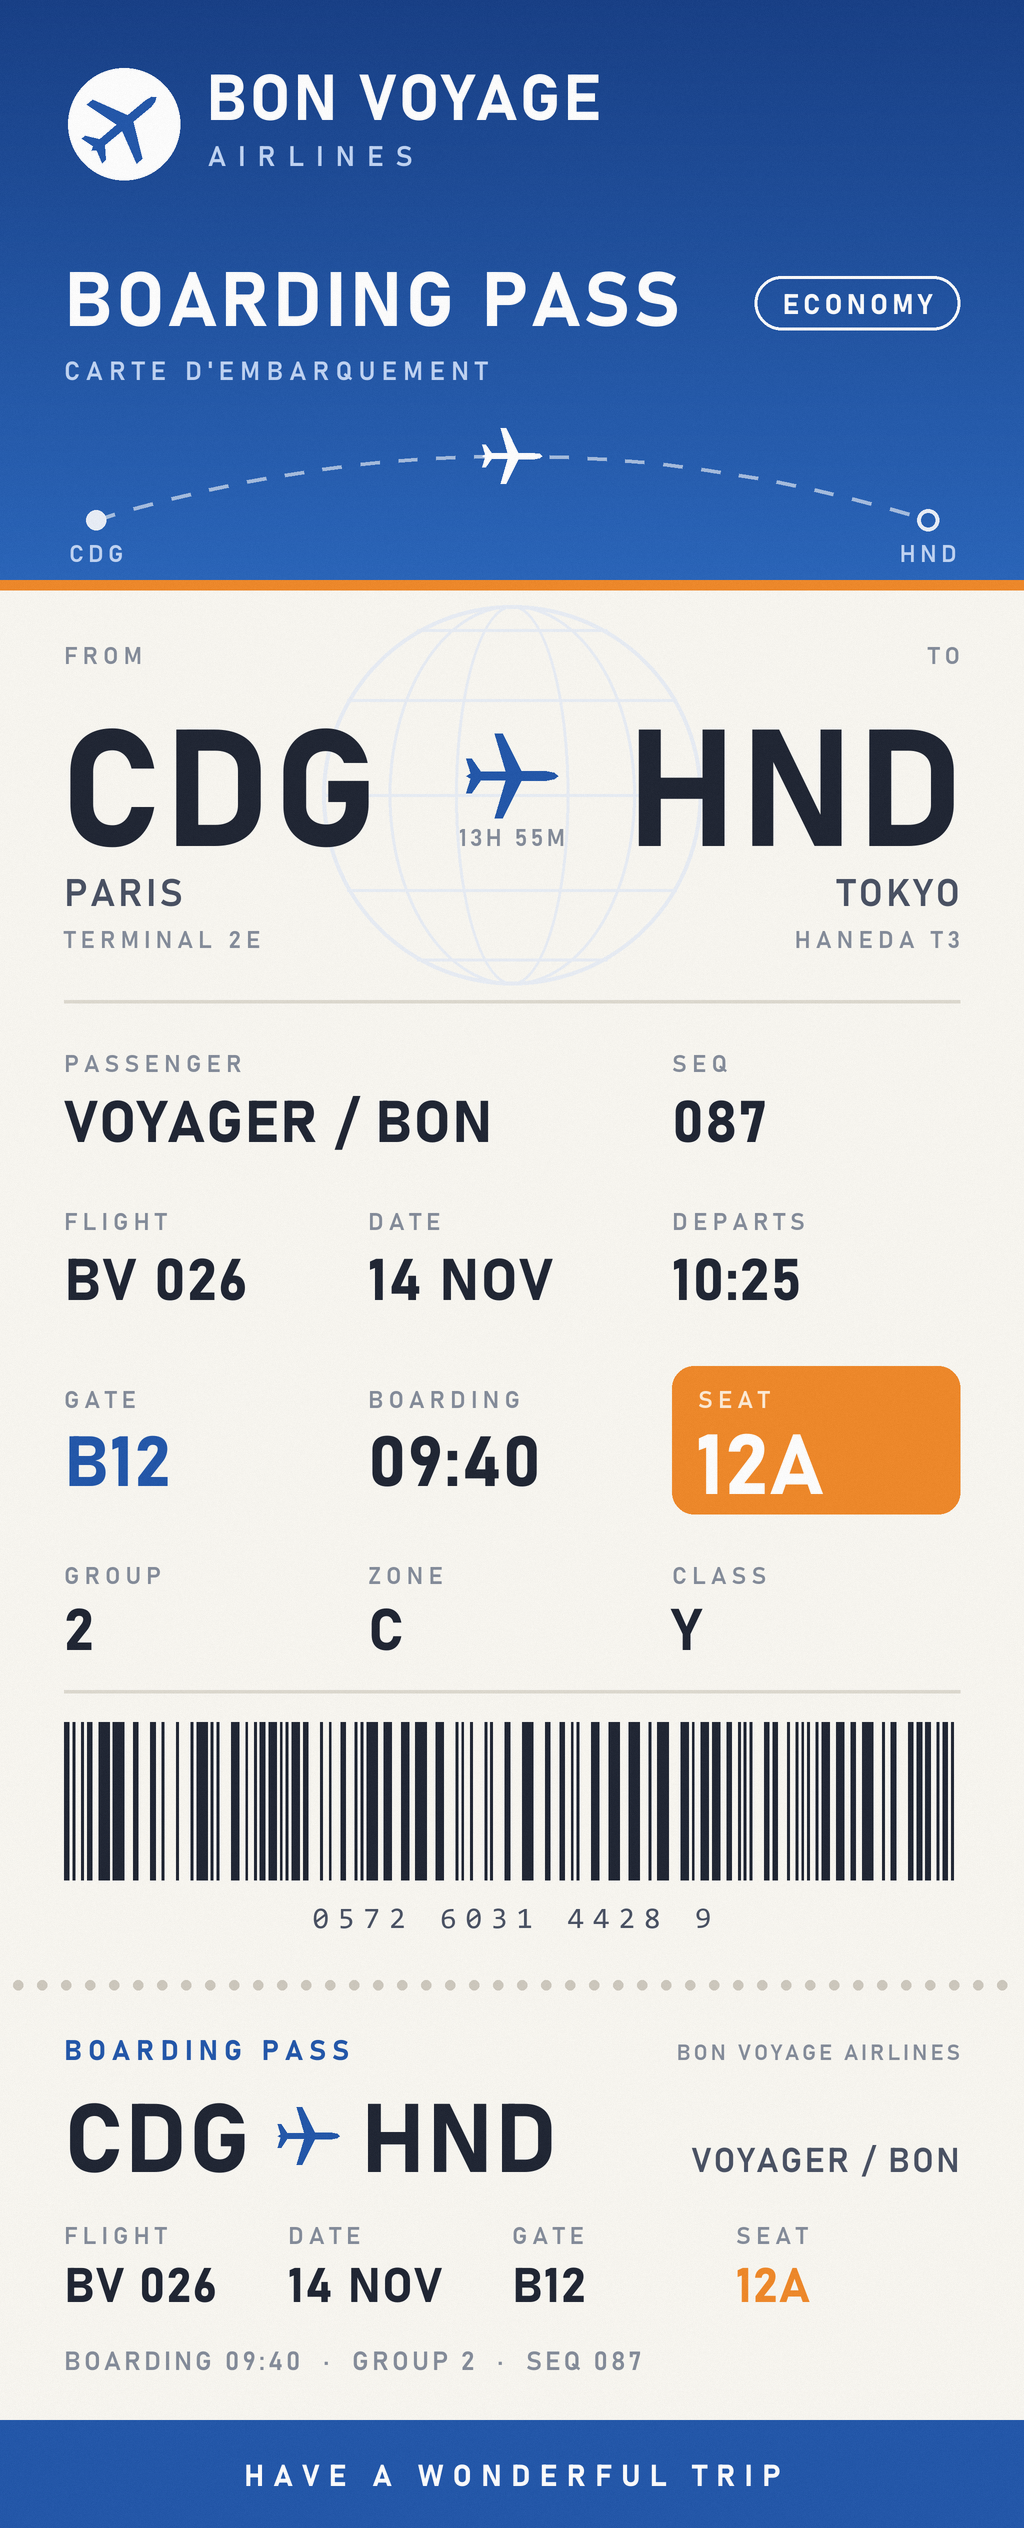 BON VOYAGE
AIRLINES
BOARDING PASS
ECONOMY
CARTE D'EMBARQUEMENT
CDG
HND
FROM
TO
CDG
HND
13H 55M
PARIS
TOKYO
TERMINAL 2E
HANEDA T3
PASSENGER
SEQ
VOYAGER / BON
087
FLIGHT
DATE
DEPARTS
BV 026
14 NOV
10:25
GATE
BOARDING
SEAT
B12
09:40
12A
GROUP
ZONE
CLASS
2
C
Y
0572 6031 4428 9
BOARDING PASS
BON VOYAGE AIRLINES
CDG
HND
VOYAGER / BON
FLIGHT
DATE
GATE
SEAT
BV 026
14 NOV
B12
12A
BOARDING 09:40 · GROUP 2 · SEQ 087
HAVE A WONDERFUL TRIP